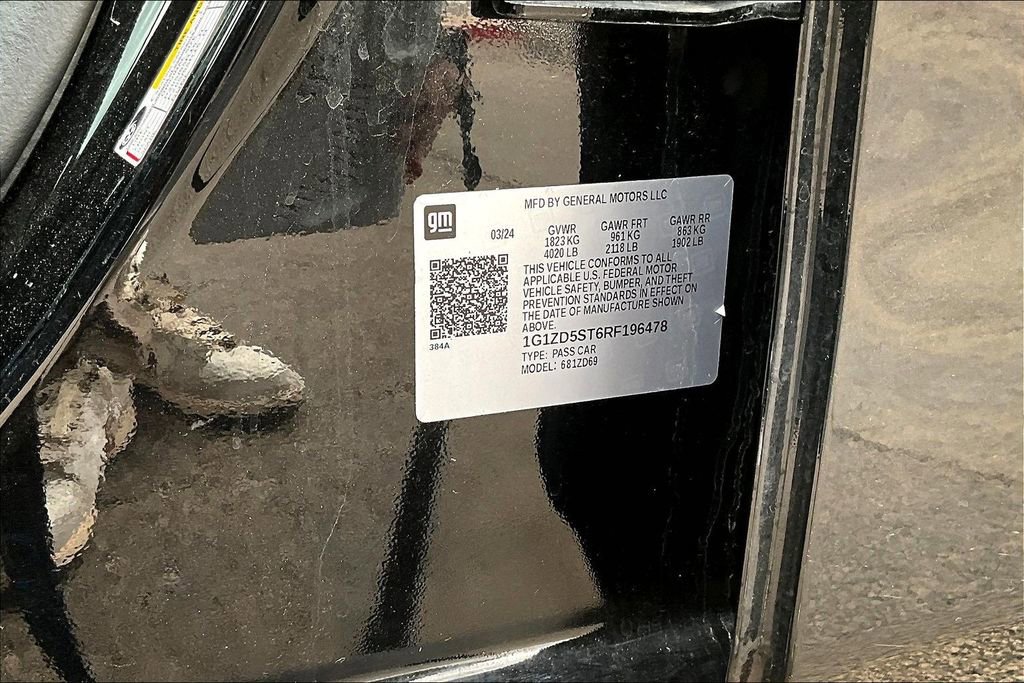 gm
MFD BY GENERAL MOTORS LLC
03/24
GVWR GAWR FRT GAWR RR
1823 KG 961 KG 863 KG
4020 LB 2118 LB 1902 LB
THIS VEHICLE CONFORMS TO ALL
APPLICABLE U.S. FEDERAL MOTOR
VEHICLE SAFETY, BUMPER, AND THEFT
PREVENTION STANDARDS IN EFFECT ON
THE DATE OF MANUFACTURE SHOWN
ABOVE.
384A
1G1ZD5ST6RF196478
TYPE: PASS CAR
MODEL: 681ZD69